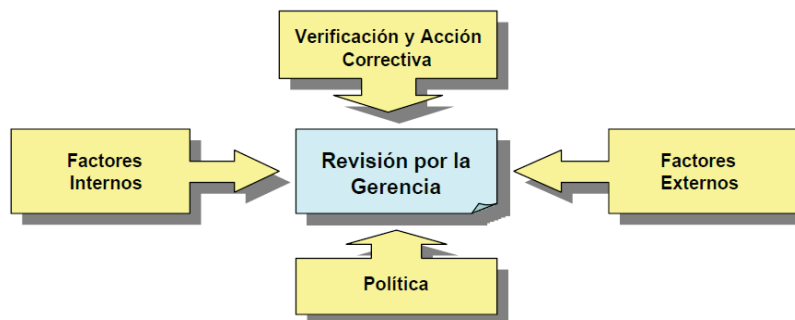 Verificación y Acción
Correctiva
Factores
Internos
Revisión por la
Gerencia
Factores
Externos
Política